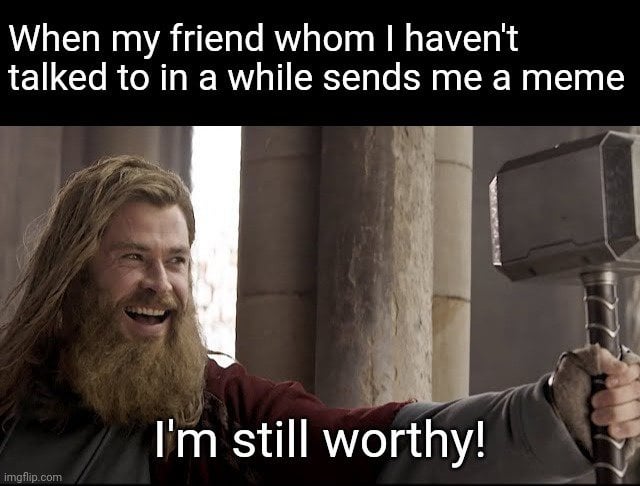 When my friend whom I haven't
talked to in a while sends me a meme
I'm still worthy!
imgflip.com